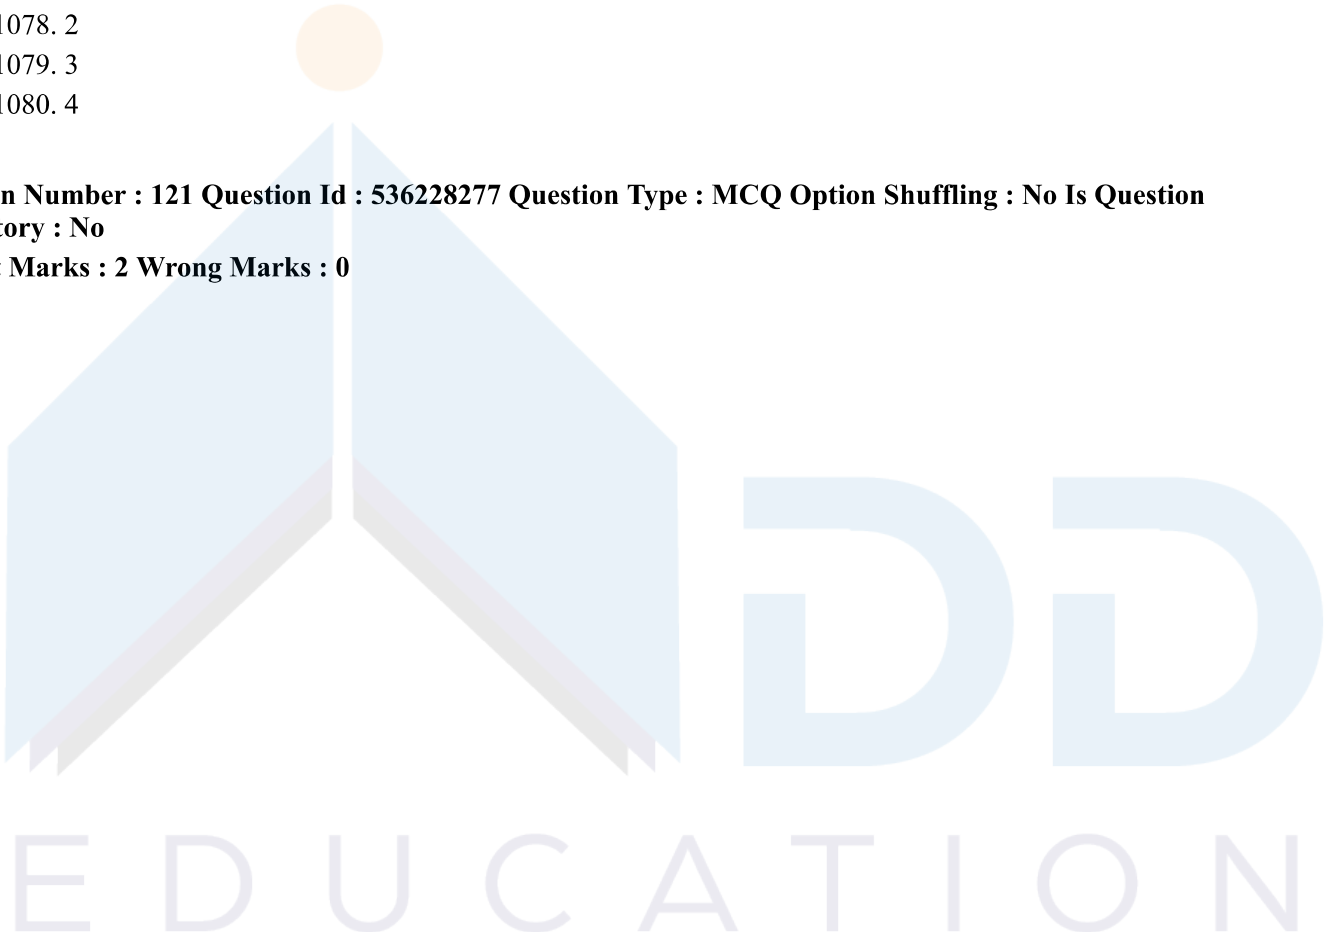 1078. 2
1079. 3
1080. 4
n Number : 121 Question Id : 536228277 Question Type : MCQ Option Shuffling : No Is Question
tory : No
: Marks : 2 Wrong Marks : 0
DD
EDUCATION